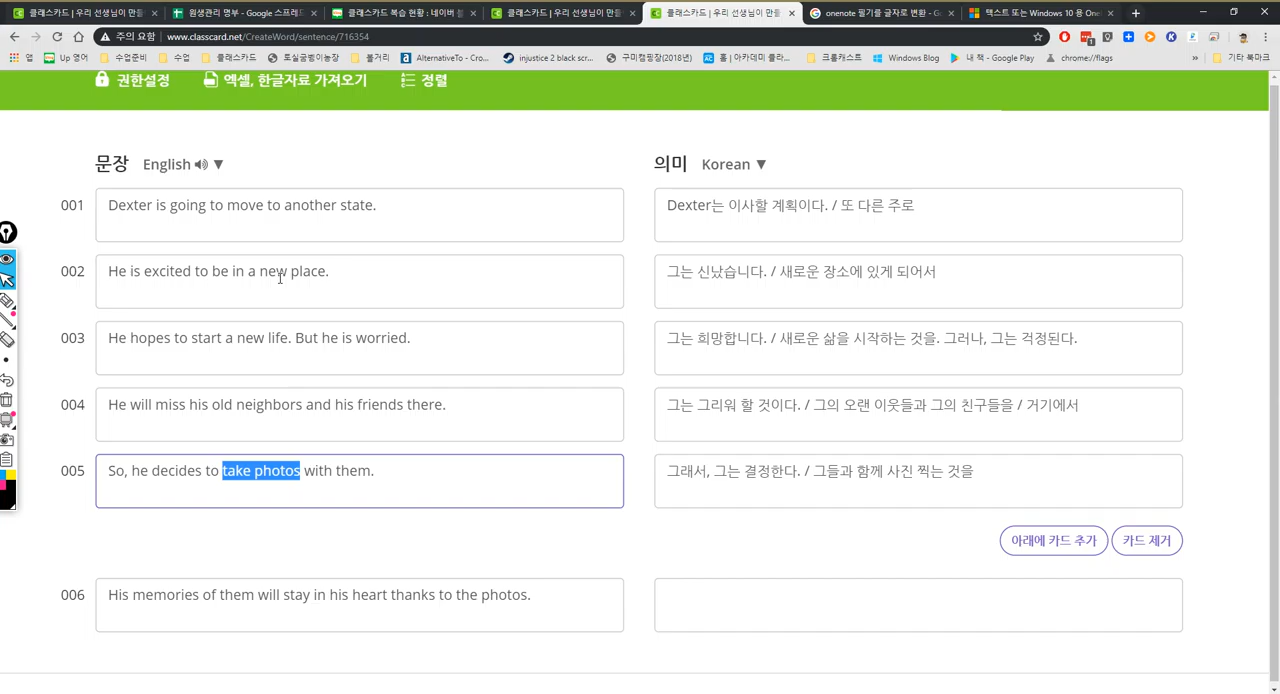 클래스카드 | 우리 선생님이 만들
원생관리 명부 - Google 스프레
클래스카드 복습 현황 : 네이버 블
클래스카드 | 우리 선생님이 만들
클래스카드 | 우리 선생님이 만들
onenote 필기를 글자로 변환 - G
텍스트 또는 Windows 10 용 One
주의 요함 | www.classcard.net/CreateWord/sentence/716354
앱 Up 영어 수업준비 수업 클래스카드 토실궁뱅이농장 볼거리 AlternativeTo - Cro... injustice 2 black scr... 구미캠핑장(2018년) 홈 | 아카데미 클라... 크롬캐스트 Windows Blog 내 책 - Google Play chrome://flags » 기타 북마크
권한설정 엑셀, 한글자료 가져오기 정렬
문장 English ▼ 의미 Korean ▼
001 Dexter is going to move to another state. Dexter는 이사할 계획이다. / 또 다른 주로
002 He is excited to be in a new place. 그는 신났습니다. / 새로운 장소에 있게 되어서
003 He hopes to start a new life. But he is worried. 그는 희망합니다. / 새로운 삶을 시작하는 것을. 그러나, 그는 걱정된다.
004 He will miss his old neighbors and his friends there. 그는 그리워 할 것이다. / 그의 오랜 이웃들과 그의 친구들을 / 거기에서
005 So, he decides to take photos with them. 그래서, 그는 결정한다. / 그들과 함께 사진 찍는 것을
아래에 카드 추가 카드 제거
006 His memories of them will stay in his heart thanks to the photos.